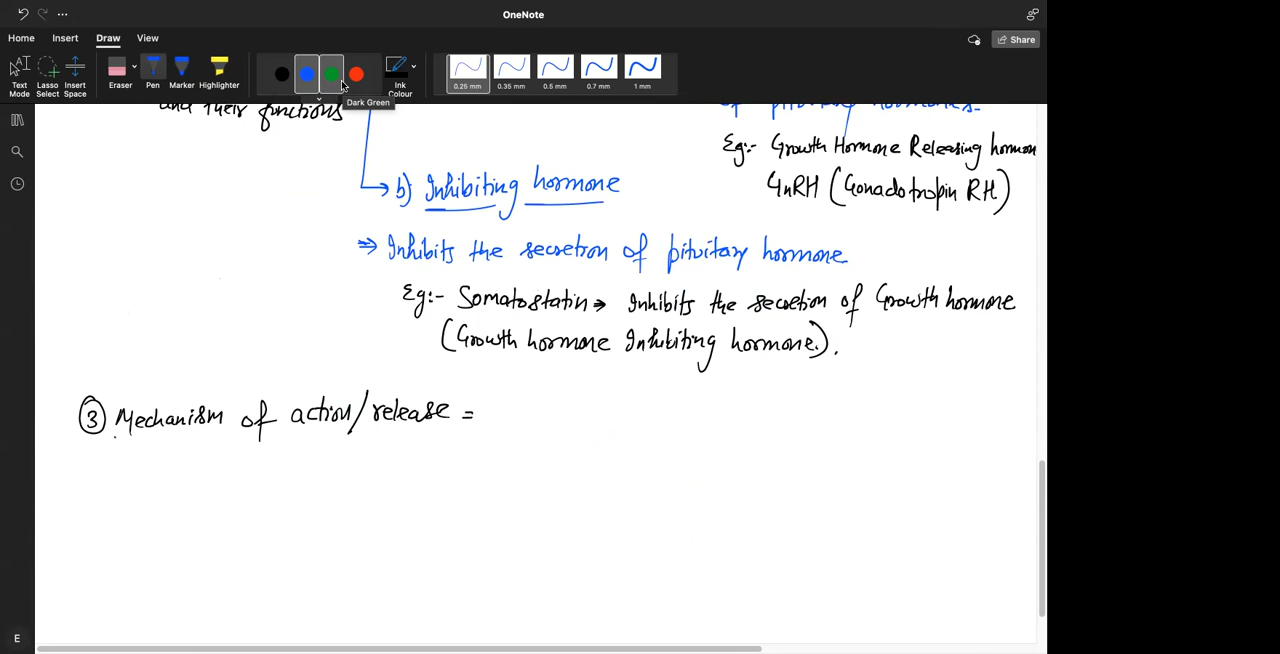 OneNote
Home Insert Draw View
Share
Text Mode Lasso Select Insert Space Eraser Pen Marker Highlighter Ink Colour 0.25 mm 0.35 mm 0.5 mm 0.7 mm 1 mm
Dark Green
and their functions
of pituitary hormones.
Eg:- Growth Hormone Releasing hormon
GnRH (Gonadotropin RH)
b) Inhibiting hormone
⇒ Inhibits the secretion of pituitary hormone
Eg:- Somatostatin → Inhibits the secretion of Growth hormone
(Growth hormone Inhibiting hormone).
③ Mechanism of action/release =
E